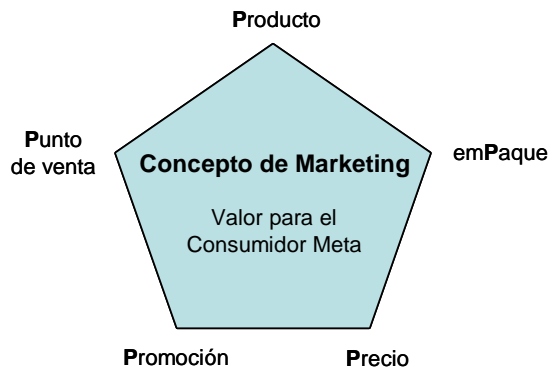 Producto
Punto
de venta
emPaque
Concepto de Marketing
Valor para el
Consumidor Meta
Promoción
Precio